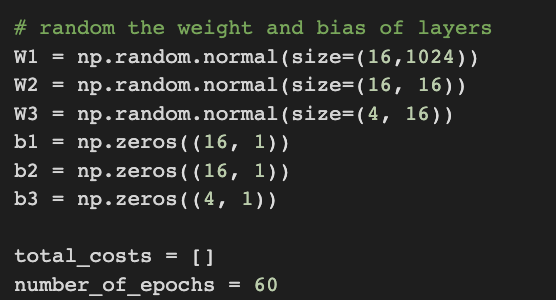 # random the weight and bias of layers
W1 = np.random.normal(size=(16,1024))
W2 = np.random.normal(size=(16, 16))
W3 = np.random.normal(size=(4, 16))
b1 = np.zeros((16, 1))
b2 = np.zeros((16, 1))
b3 = np.zeros((4, 1))
total_costs = []
number_of_epochs = 60